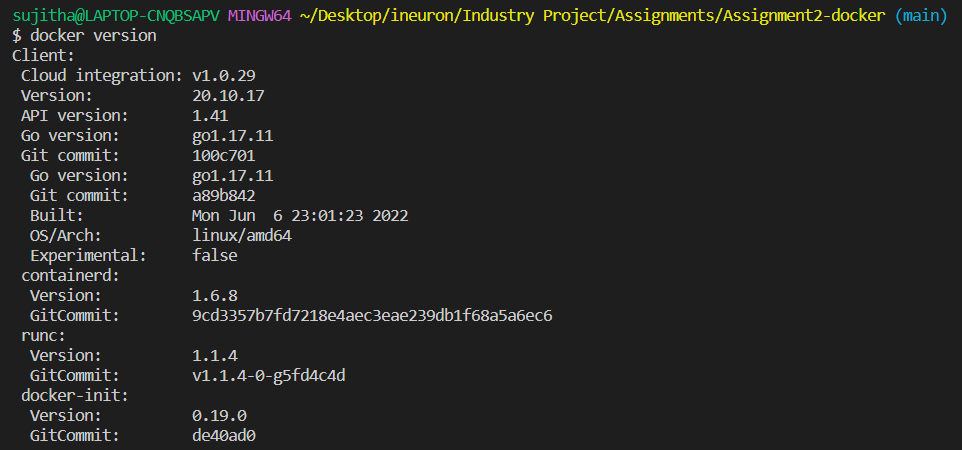 sujitha@LAPTOP-CNQBSAPV MINGW64 ~/Desktop/ineuron/Industry Project/Assignments/Assignment2-docker (main)
$ docker version
Client:
 Cloud integration: v1.0.29
 Version:           20.10.17
 API version:       1.41
 Go version:        go1.17.11
 Git commit:        100c701
  Go version:       go1.17.11
  Git commit:       a89b842
  Built:            Mon Jun  6 23:01:23 2022
  OS/Arch:          linux/amd64
  Experimental:     false
 containerd:
  Version:          1.6.8
  GitCommit:        9cd3357b7fd7218e4aec3eae239db1f68a5a6ec6
 runc:
  Version:          1.1.4
  GitCommit:        v1.1.4-0-g5fd4c4d
 docker-init:
  Version:          0.19.0
  GitCommit:        de40ad0